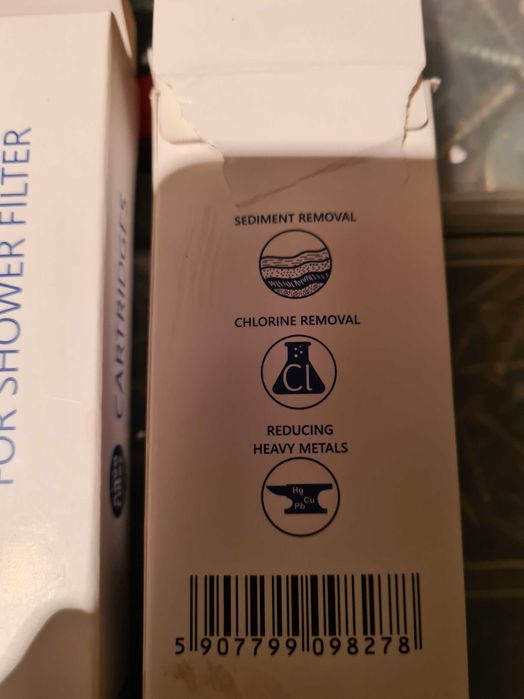 FOR SHOWER FILTER
CARTRIDGES
SEDIMENT REMOVAL
CHLORINE REMOVAL
Cl
REDUCING
HEAVY METALS
Hg
Cu
Pb
5 907799 098278